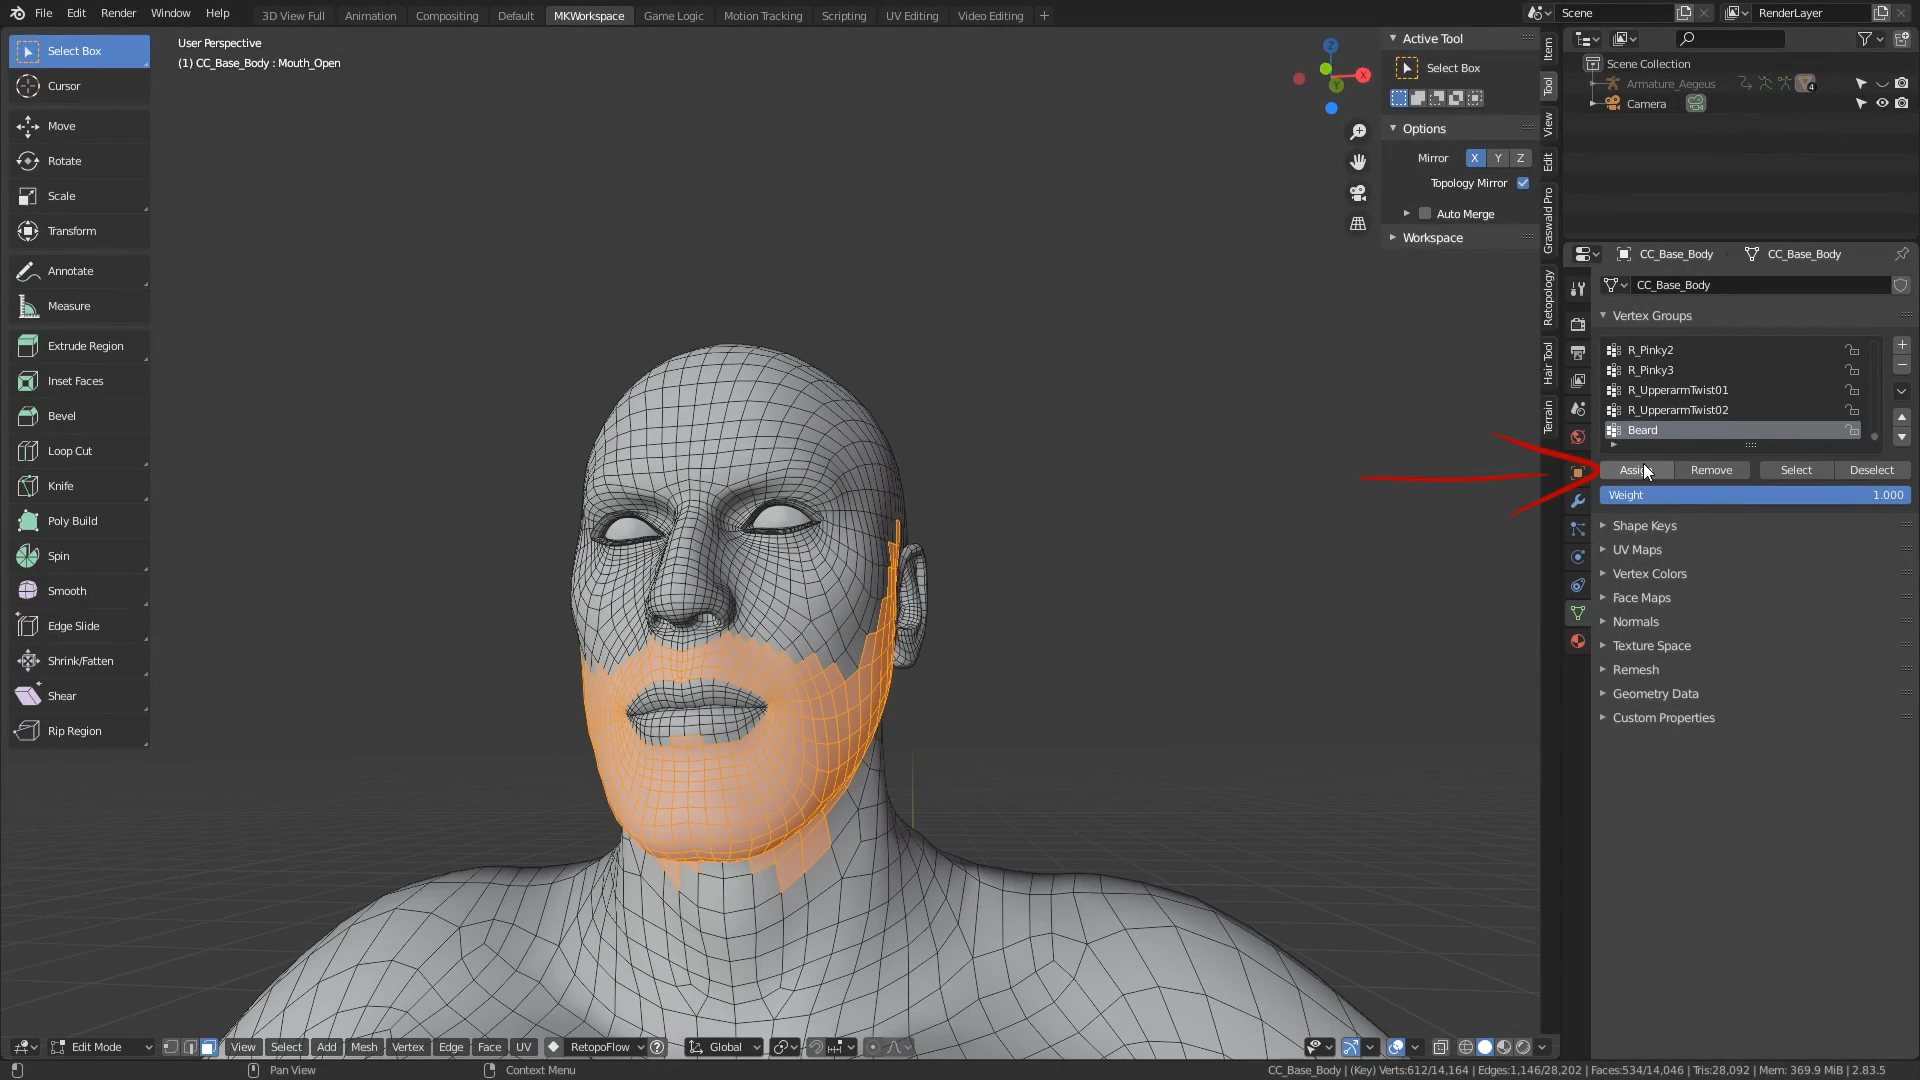 File Edit Render Window Help 3D View Full Animation Compositing Default MKWorkspace Game Logic Motion Tracking Scripting UV Editing Video Editing + Scene RenderLayer
Select Box
Cursor
Move
Rotate
Scale
Transform
Annotate
Measure
Extrude Region
Inset Faces
Bevel
Loop Cut
Knife
Poly Build
Spin
Smooth
Edge Slide
Shrink/Fatten
Shear
Rip Region
User Perspective
(1) CC_Base_Body : Mouth_Open
Z
X
Y
Active Tool
Select Box
Options
Mirror X Y Z
Topology Mirror
Auto Merge
Workspace
Item
Tool
View
Edit
Graswald Pro
Retopology
Hair Tool
Terrain
Scene Collection
Armature_Aegeus 4
Camera
CC_Base_Body CC_Base_Body
CC_Base_Body
Vertex Groups
R_Pinky2
R_Pinky3
R_UpperarmTwist01
R_UpperarmTwist02
Beard
Remove Select Deselect
Weight 1.000
Shape Keys
UV Maps
Vertex Colors
Face Maps
Normals
Texture Space
Remesh
Geometry Data
Custom Properties
Edit Mode View Select Add Mesh Vertex Edge Face UV RetopoFlow Global
Pan View Context Menu CC_Base_Body | (Key) Verts:612/14,164 | Edges:1,146/28,202 | Faces:534/14,046 | Tris:28,092 | Mem: 369.9 MiB | 2.83.5